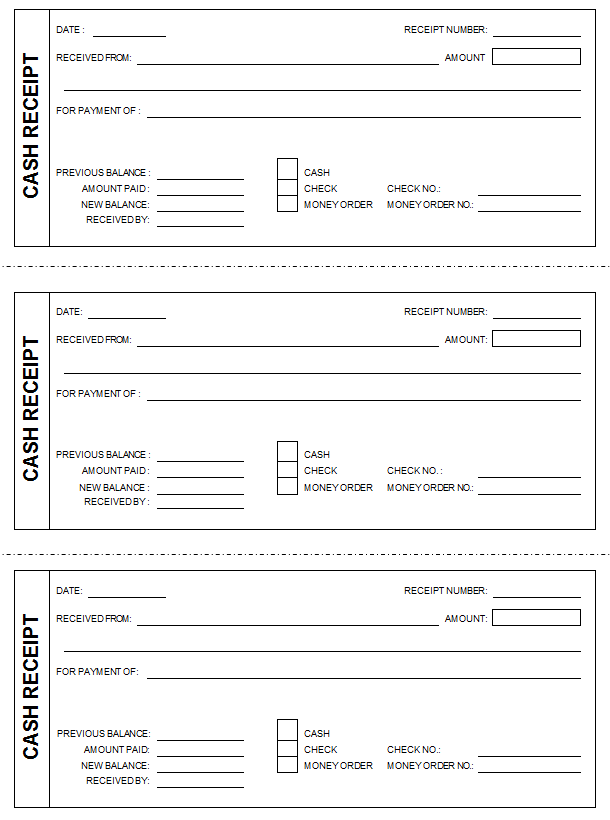 CASH RECEIPT
DATE : RECEIPT NUMBER:
RECEIVED FROM: AMOUNT
FOR PAYMENT OF :
PREVIOUS BALANCE : CASH
AMOUNT PAID : CHECK CHECK NO.:
NEW BALANCE: MONEY ORDER MONEY ORDER NO.:
RECEIVED BY:
CASH RECEIPT
DATE: RECEIPT NUMBER:
RECEIVED FROM: AMOUNT:
FOR PAYMENT OF :
PREVIOUS BALANCE : CASH
AMOUNT PAID : CHECK CHECK NO. :
NEW BALANCE : MONEY ORDER MONEY ORDER NO.:
RECEIVED BY :
CASH RECEIPT
DATE: RECEIPT NUMBER:
RECEIVED FROM: AMOUNT:
FOR PAYMENT OF:
PREVIOUS BALANCE: CASH
AMOUNT PAID: CHECK CHECK NO.:
NEW BALANCE: MONEY ORDER MONEY ORDER NO.:
RECEIVED BY: